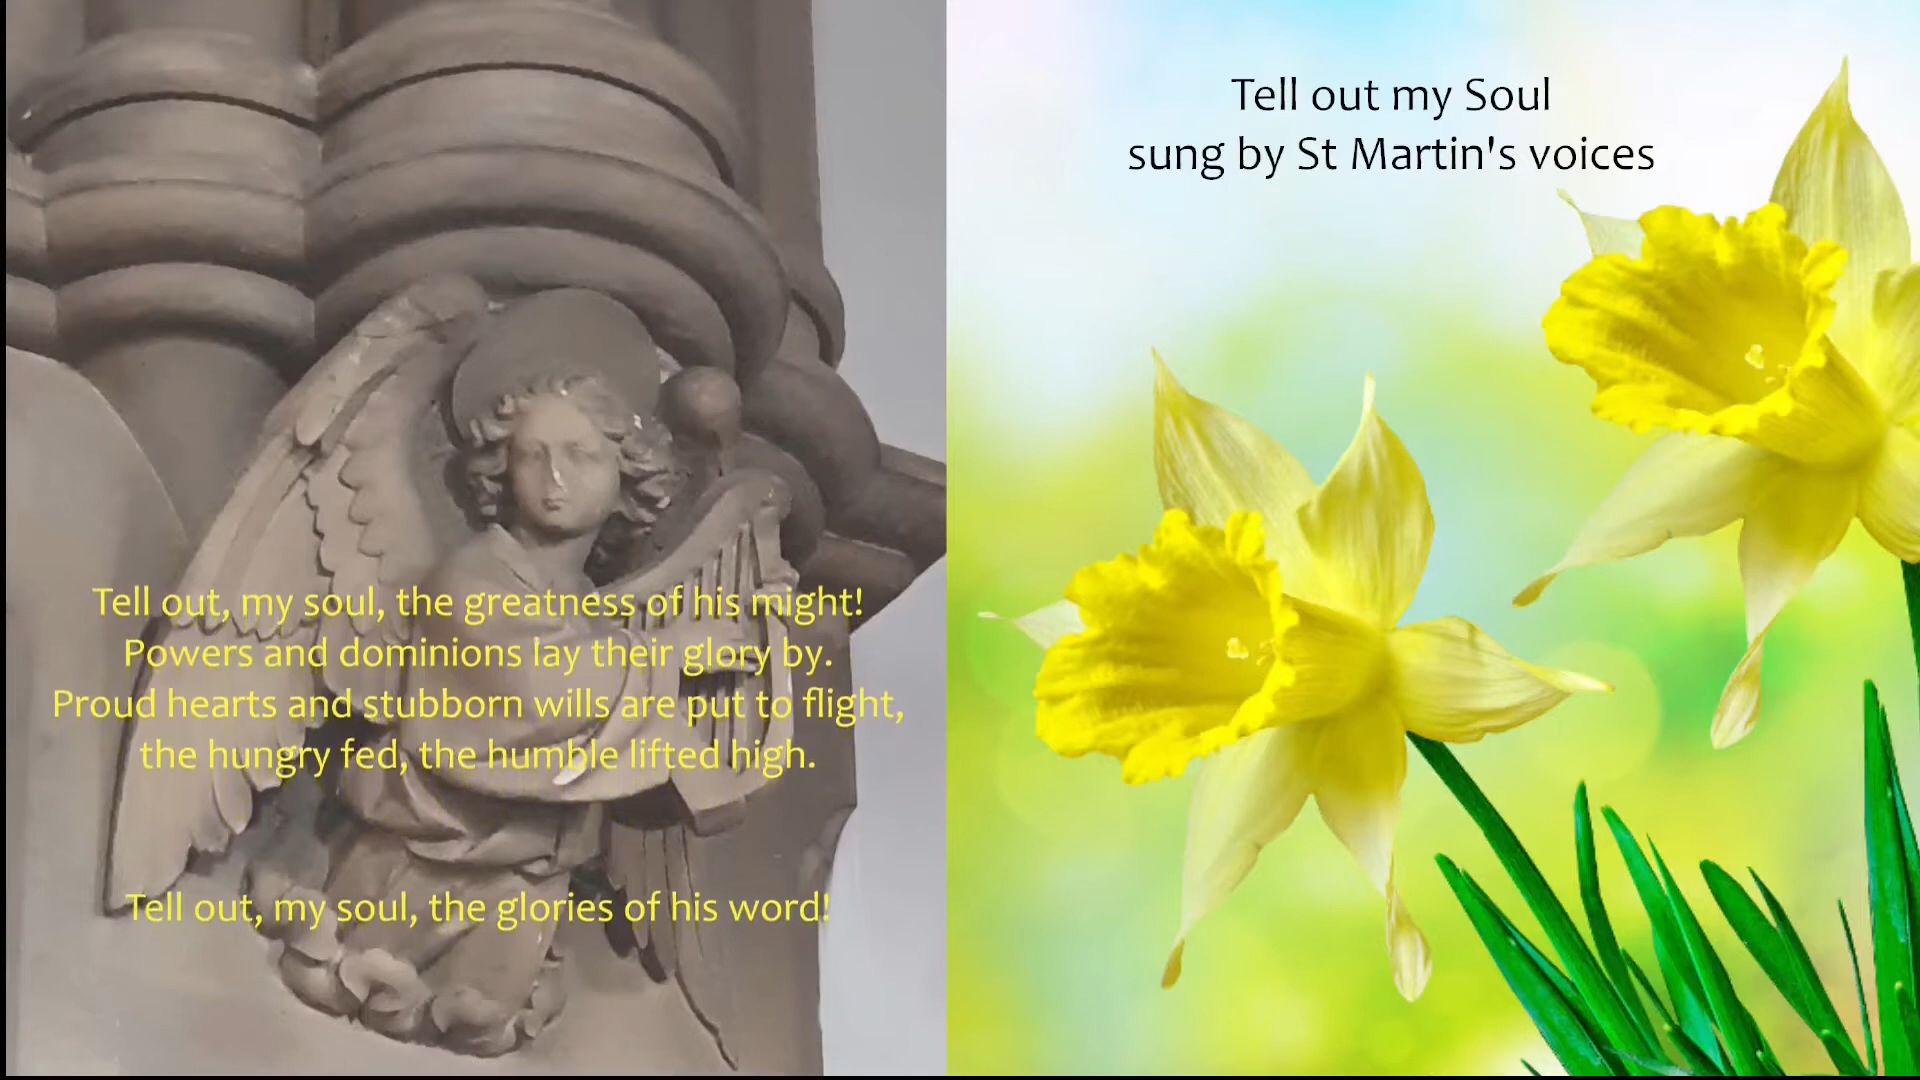 Tell out, my soul, the greatness of his might!
Powers and dominions lay their glory by.
Proud hearts and stubborn wills are put to flight,
the hungry fed, the humble lifted high.
Tell out, my soul, the glories of his word!
Tell out my Soul
sung by St Martin's voices